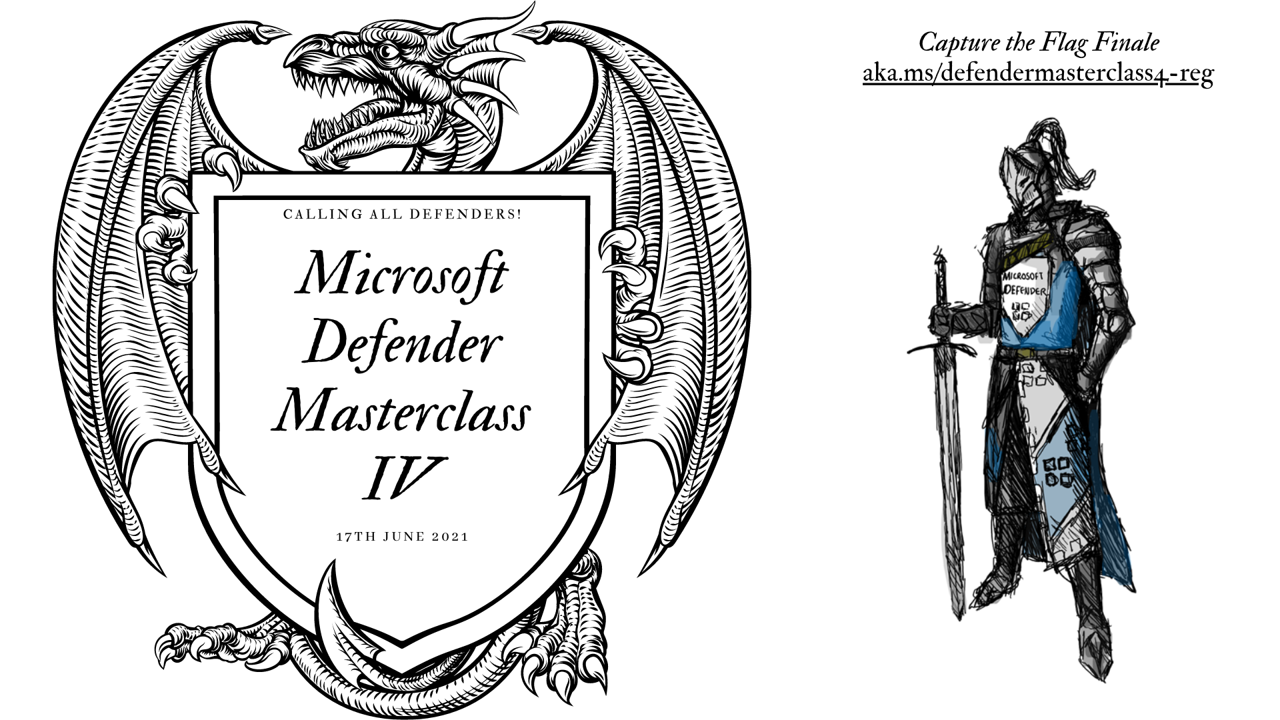 CALLING ALL DEFENDERS!
Microsoft
Defender
Masterclass
IV
17TH JUNE 2021
Capture the Flag Finale
aka.ms/defendermasterclass4-reg
MICROSOFT
DEFENDER